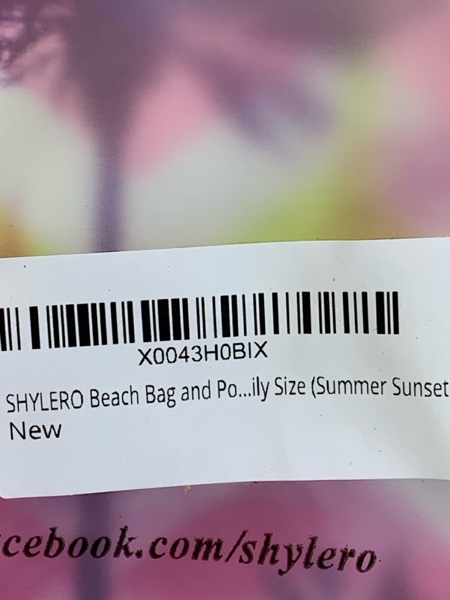 X0043H0BIX
SHYLERO Beach Bag and Po...ily Size (Summer Sunset
New
cebook.com/shylero